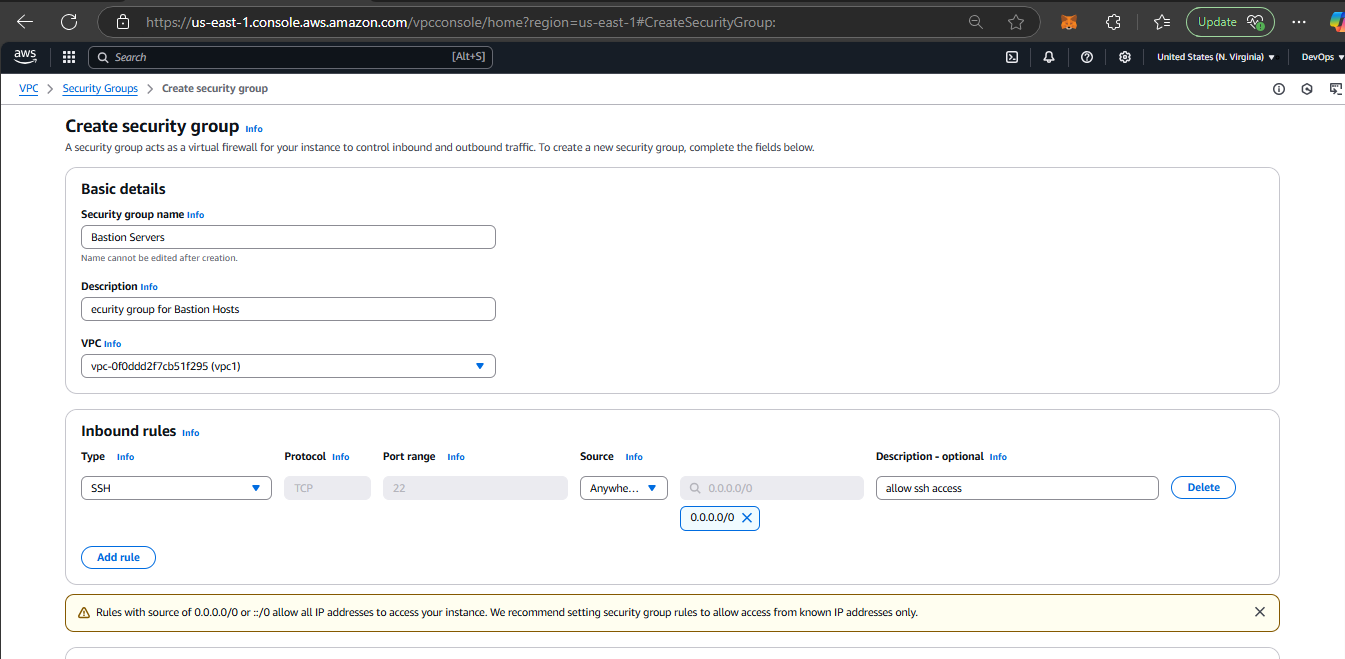 https://us-east-1.console.aws.amazon.com/vpcconsole/home?region=us-east-1#CreateSecurityGroup:
Update
aws
Search [Alt+S]
United States (N. Virginia)
DevOps
VPC > Security Groups > Create security group
Create security group Info
A security group acts as a virtual firewall for your instance to control inbound and outbound traffic. To create a new security group, complete the fields below.
Basic details
Security group name Info
Bastion Servers
Name cannot be edited after creation.
Description Info
ecurity group for Bastion Hosts
VPC Info
vpc-0f0ddd2f7cb51f295 (vpc1)
Inbound rules Info
Type Info Protocol Info Port range Info Source Info Description - optional Info
SSH TCP 22 Anywhe... 0.0.0.0/0 allow ssh access Delete
0.0.0.0/0
Add rule
Rules with source of 0.0.0.0/0 or ::/0 allow all IP addresses to access your instance. We recommend setting security group rules to allow access from known IP addresses only.